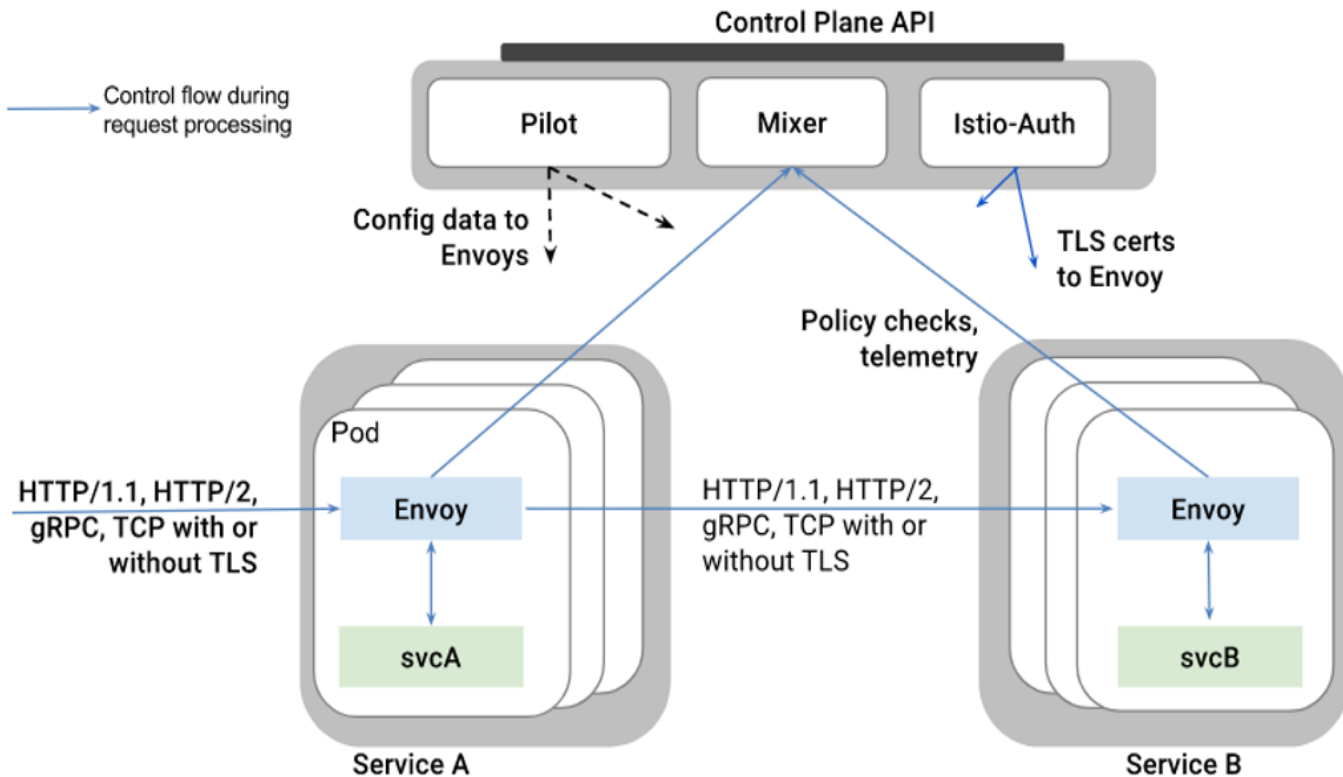 Control Plane API
Control flow during
request processing
Pilot
Mixer
Istio-Auth
Config data to
Envoys
TLS certs
to Envoy
Policy checks,
telemetry
Pod
HTTP/1.1, HTTP/2,
gRPC, TCP with or
without TLS
Envoy
HTTP/1.1, HTTP/2,
gRPC, TCP with or
without TLS
Envoy
svcA
svcB
Service A
Service B